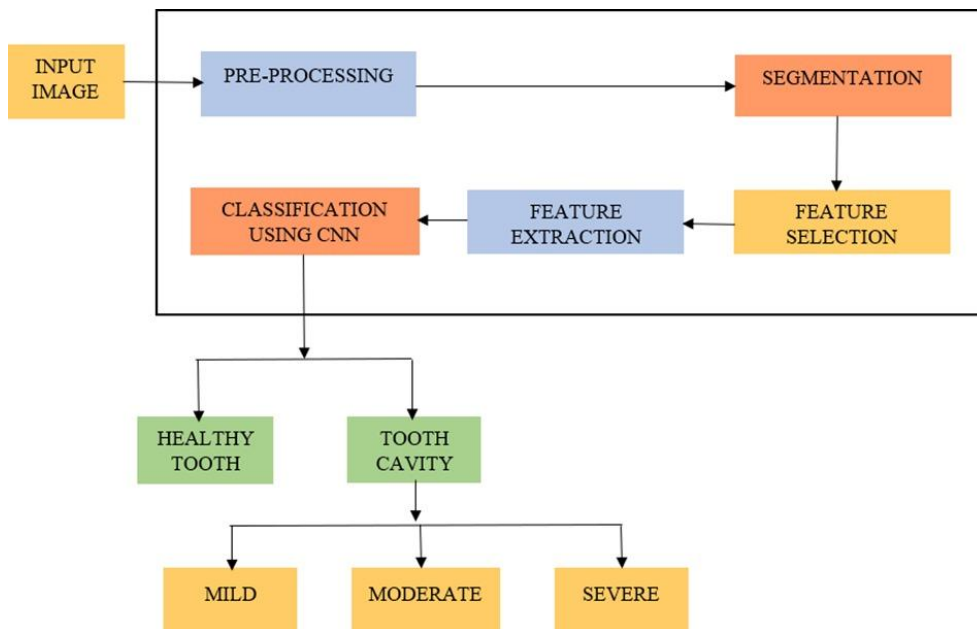 INPUT
IMAGE
PRE-PROCESSING
SEGMENTATION
CLASSIFICATION
USING CNN
FEATURE
EXTRACTION
FEATURE
SELECTION
HEALTHY
TOOTH
TOOTH
CAVITY
MILD
MODERATE
SEVERE